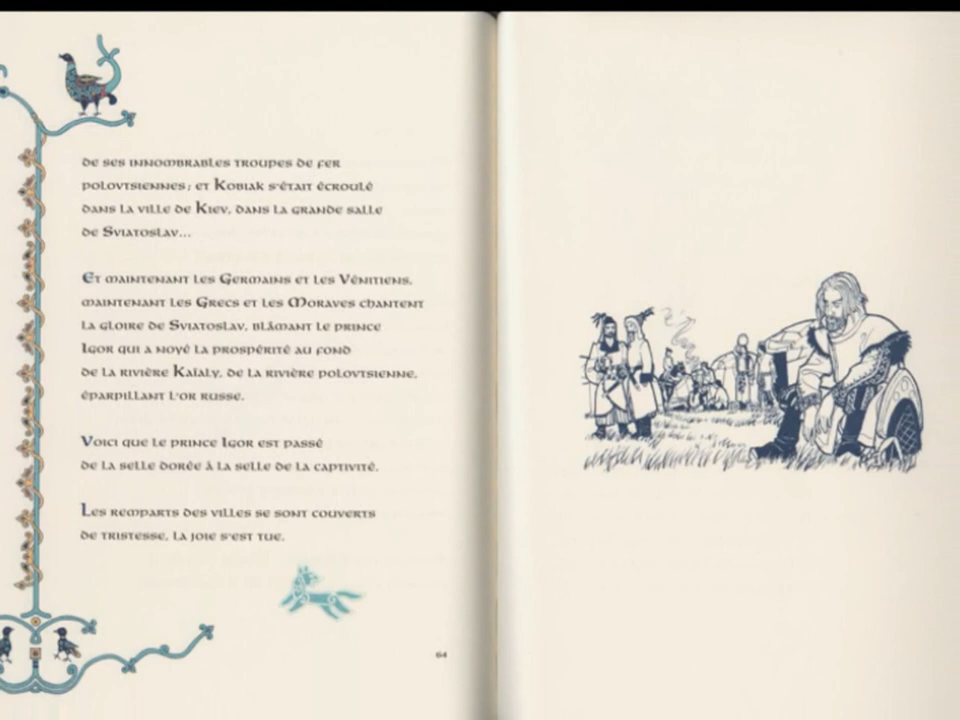 de ses innombrables troupes de fer
polovtsiennes; et Kobiak s'était écroulé
dans la ville de Kiev, dans la grande salle
de Sviatoslav...
Et maintenant les Germains et les Vénitiens,
maintenant les Grecs et les Moraves chantent
la gloire de Sviatoslav, blâmant le prince
Igor qui a noyé la prospérité au fond
de la rivière Kaïaly, de la rivière polovtsienne,
éparpillant l'or russe.
Voici que le prince Igor est passé
de la selle dorée à la selle de la captivité.
Les remparts des villes se sont couverts
de tristesse, la joie s'est tue.
64